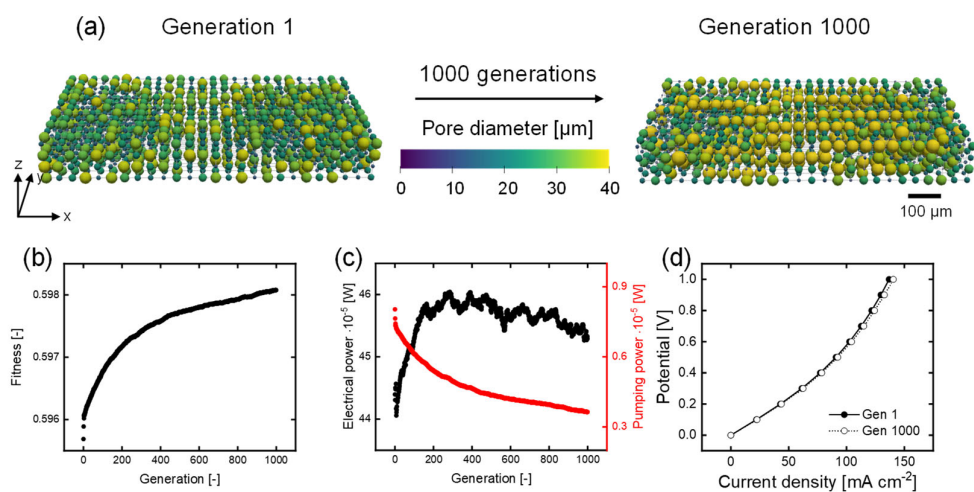 (a)
Generation 1
Generation 1000
1000 generations
Pore diameter [µm]
0 10 20 30 40
z
y
x
100 µm
(b)
Fitness [-]
0.598
0.597
0.596
0 200 400 600 800 1000
Generation [-]
(c)
Electrical power ·10⁻⁵ [W]
46
45
44
Pumping power ·10⁻⁵ [W]
0.9
0.6
0.3
0 200 400 600 800 1000
Generation [-]
(d)
Potential [V]
1.0
0.8
0.6
0.4
0.2
0.0
Gen 1
Gen 1000
0 50 100 150
Current density [mA cm⁻²]